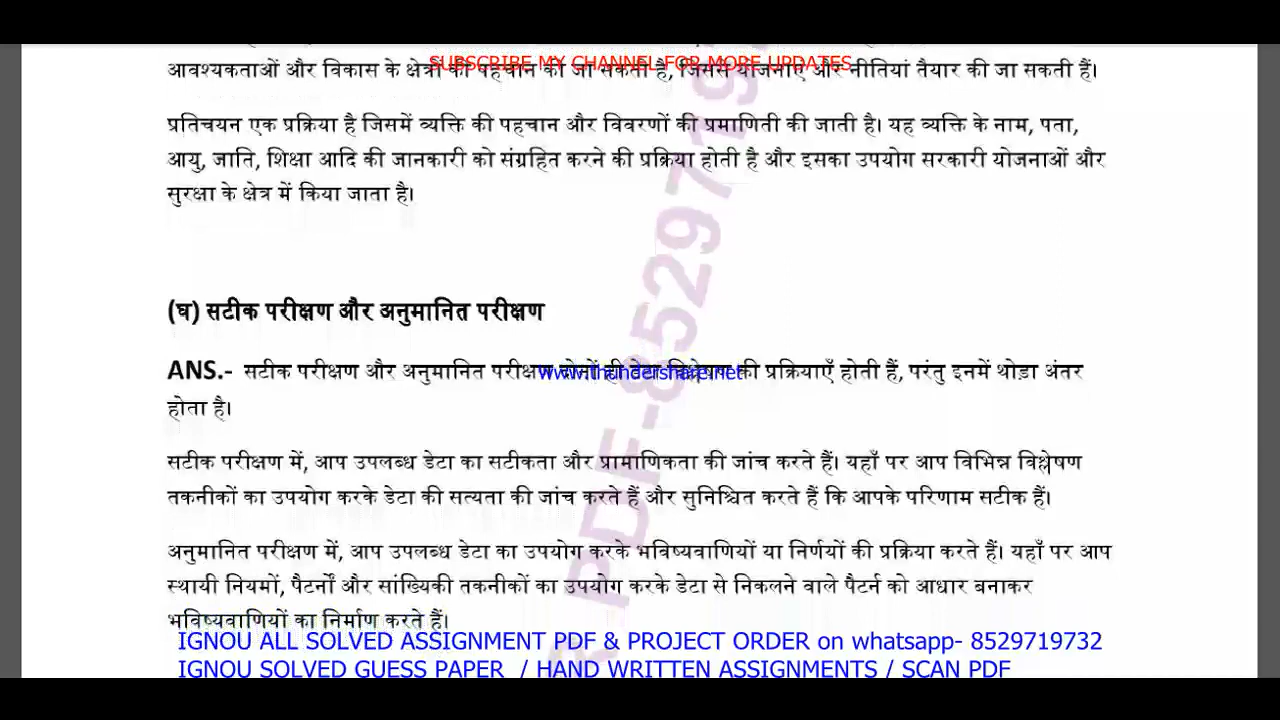 SUBSCRIBE MY CHANNEL FOR MORE UPDATES
आवश्यकताओं और विकास के क्षेत्रों की पहचान की जा सकती है, जिससे योजनाएं और नीतियां तैयार की जा सकती हैं।
प्रतिचयन एक प्रक्रिया है जिसमें व्यक्ति की पहचान और विवरणों की प्रमाणिती की जाती है। यह व्यक्ति के नाम, पता,
आयु, जाति, शिक्षा आदि की जानकारी को संग्रहित करने की प्रक्रिया होती है और इसका उपयोग सरकारी योजनाओं और
सुरक्षा के क्षेत्र में किया जाता है।
(घ) सटीक परीक्षण और अनुमानित परीक्षण
ANS.- सटीक परीक्षण और अनुमानित परीक्षण दोनों ही डेटा विश्लेषण की प्रक्रियाएँ होती हैं, परंतु इनमें थोड़ा अंतर
www.thundershare.net
होता है।
सटीक परीक्षण में, आप उपलब्ध डेटा का सटीकता और प्रामाणिकता की जांच करते हैं। यहाँ पर आप विभिन्न विश्लेषण
तकनीकों का उपयोग करके डेटा की सत्यता की जांच करते हैं और सुनिश्चित करते हैं कि आपके परिणाम सटीक हैं।
अनुमानित परीक्षण में, आप उपलब्ध डेटा का उपयोग करके भविष्यवाणियों या निर्णयों की प्रक्रिया करते हैं। यहाँ पर आप
स्थायी नियमों, पैटर्नों और सांख्यिकी तकनीकों का उपयोग करके डेटा से निकलने वाले पैटर्न को आधार बनाकर
भविष्यवाणियों का निर्माण करते हैं।
IGNOU ALL SOLVED ASSIGNMENT PDF & PROJECT ORDER on whatsapp- 8529719732
IGNOU SOLVED GUESS PAPER / HAND WRITTEN ASSIGNMENTS / SCAN PDF